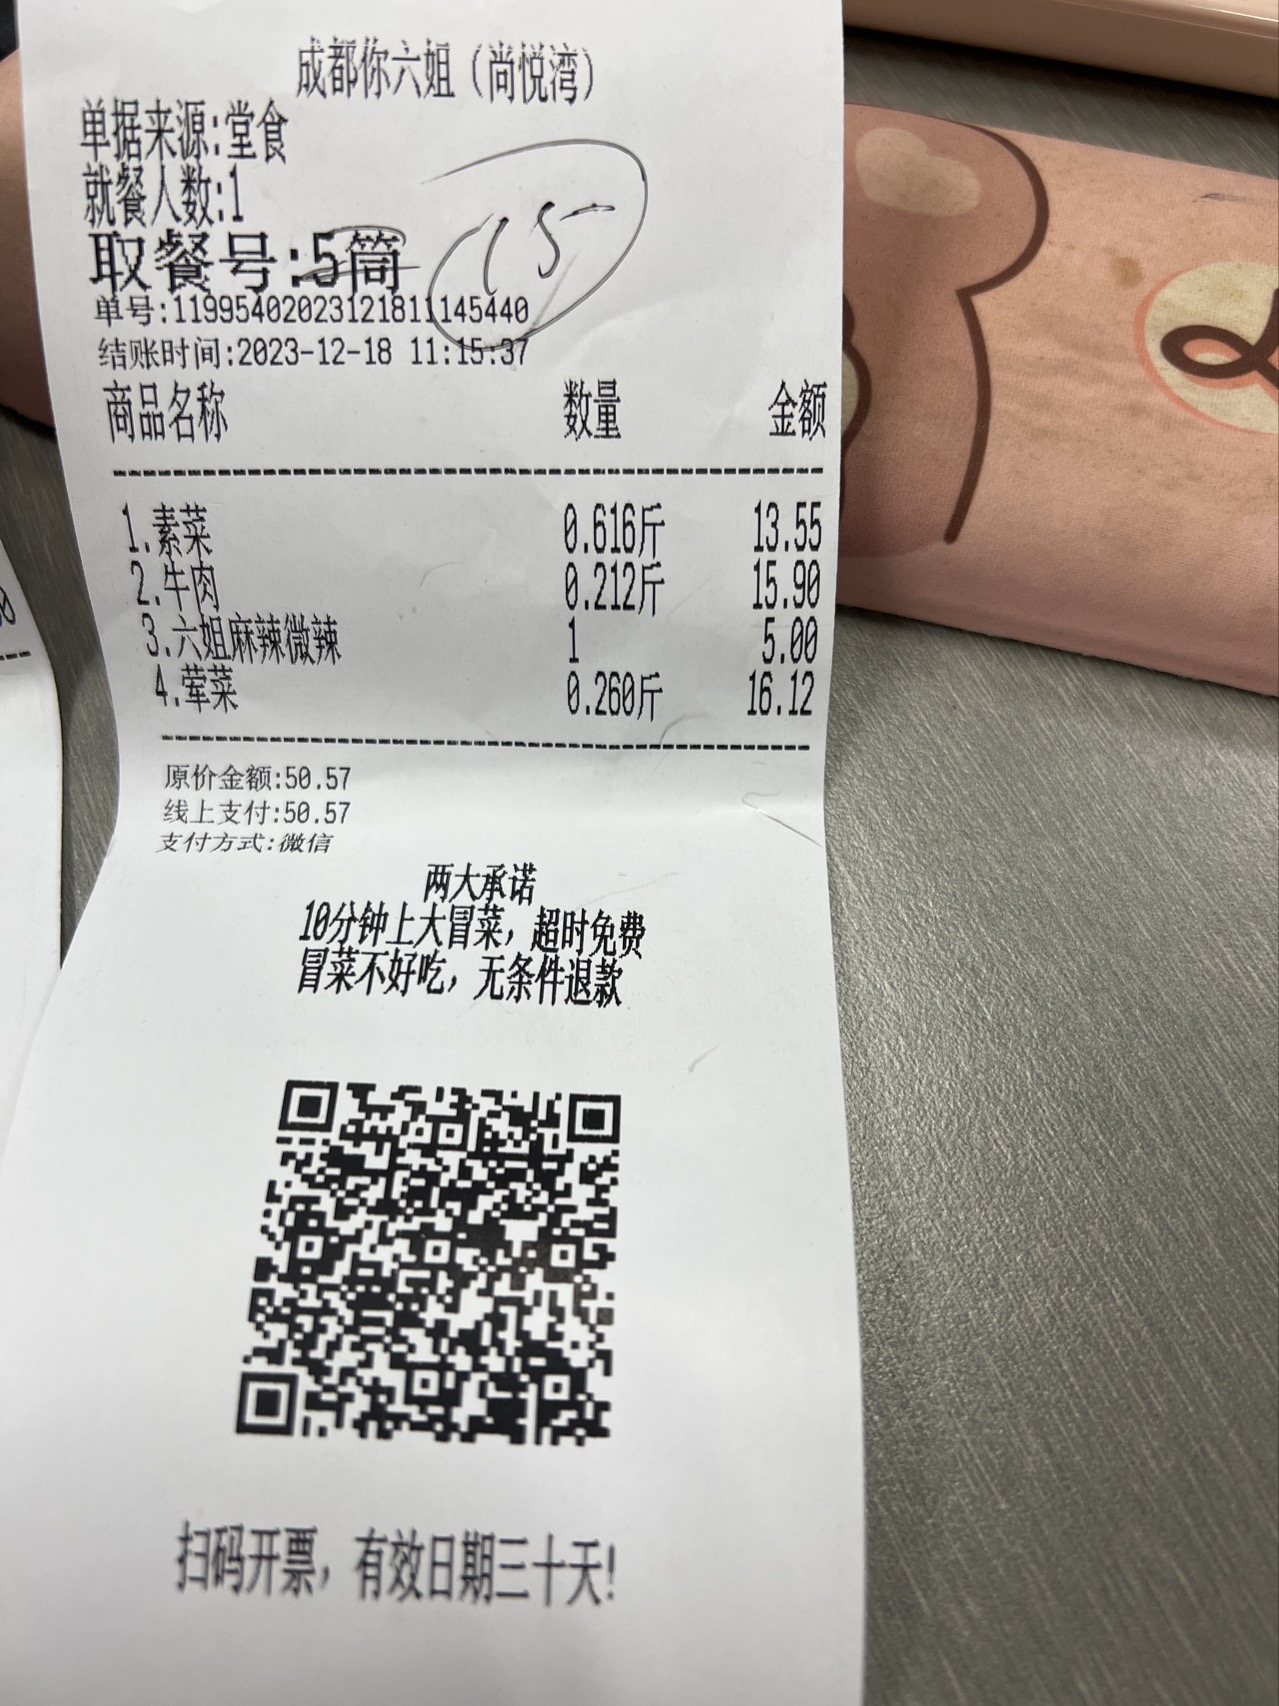 成都你六姐（尚悦湾）
单据来源:堂食
就餐人数:1
取餐号:5筒
15
单号:11995402023121811145440
结账时间:2023-12-18 11:15:37
商品名称 数量 金额
1.素菜 0.616斤 13.55
2.牛肉 0.212斤 15.90
3.六姐麻辣微辣 1 5.00
4.荤菜 0.260斤 16.12
原价金额:50.57
线上支付:50.57
支付方式:微信
两大承诺
10分钟上大冒菜，超时免费
冒菜不好吃，无条件退款
扫码开票，有效日期三十天!